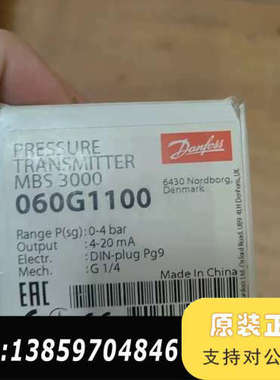 PRESSURE
TRANSMITTER
MBS 3000
060G1100
Danfoss
6430 Nordborg,
Denmark
Range P(sg):0-4 bar
Output :4-20 mA
Electr. :DIN-plug Pg9
Mech. :G 1/4
Made In China
EAC
原装正
:13859704846
支持对公